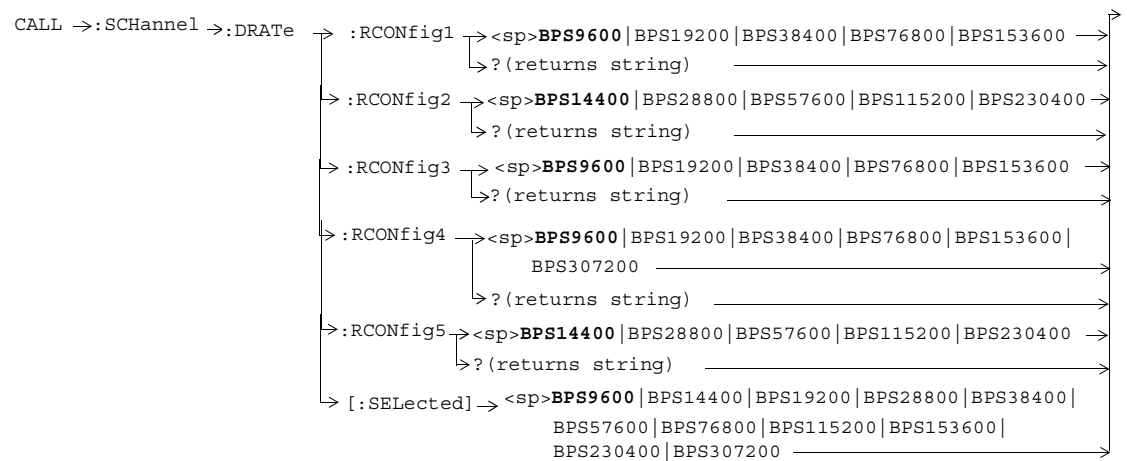 CALL :SCHannel :DRATe :RCONfig1 <sp>BPS9600|BPS19200|BPS38400|BPS76800|BPS153600
?(returns string)
:RCONfig2 <sp>BPS14400|BPS28800|BPS57600|BPS115200|BPS230400
?(returns string)
:RCONfig3 <sp>BPS9600|BPS19200|BPS38400|BPS76800|BPS153600
?(returns string)
:RCONfig4 <sp>BPS9600|BPS19200|BPS38400|BPS76800|BPS153600|
BPS307200
?(returns string)
:RCONfig5 <sp>BPS14400|BPS28800|BPS57600|BPS115200|BPS230400
?(returns string)
[:SELected] <sp>BPS9600|BPS14400|BPS19200|BPS28800|BPS38400|
BPS57600|BPS76800|BPS115200|BPS153600|
BPS230400|BPS307200